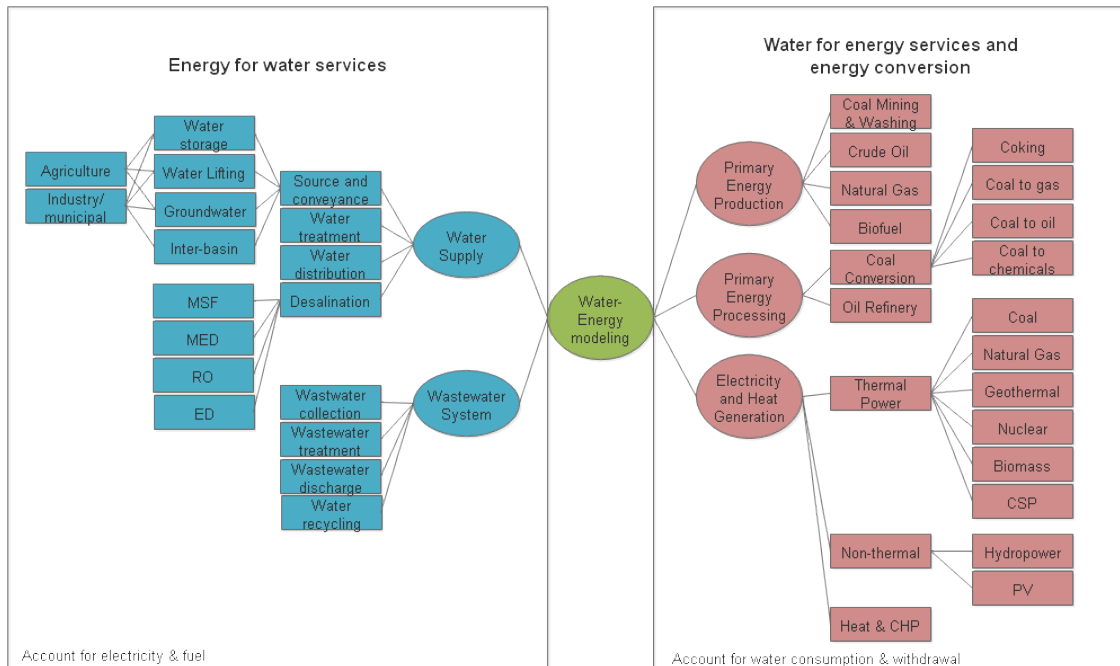 Energy for water services
Water
storage
Agriculture
Water Lifting
Industry/
municipal
Groundwater
Inter-basin
Source and
conveyance
Water
treatment
Water
distribution
Desalination
Water
Supply
MSF
MED
RO
ED
Wastwater
collection
Wastewater
treatment
Wastewater
discharge
Water
recycling
Wastewater
System
Account for electricity & fuel
Water-
Energy
modeling
Water for energy services and
energy conversion
Primary
Energy
Production
Coal Mining
& Washing
Crude Oil
Natural Gas
Biofuel
Primary
Energy
Processing
Coal
Conversion
Oil Refinery
Coking
Coal to gas
Coal to oil
Coal to
chemicals
Electricity
and Heat
Generation
Thermal
Power
Coal
Natural Gas
Geothermal
Nuclear
Biomass
CSP
Non-thermal
Hydropower
PV
Heat & CHP
Account for water consumption & withdrawal